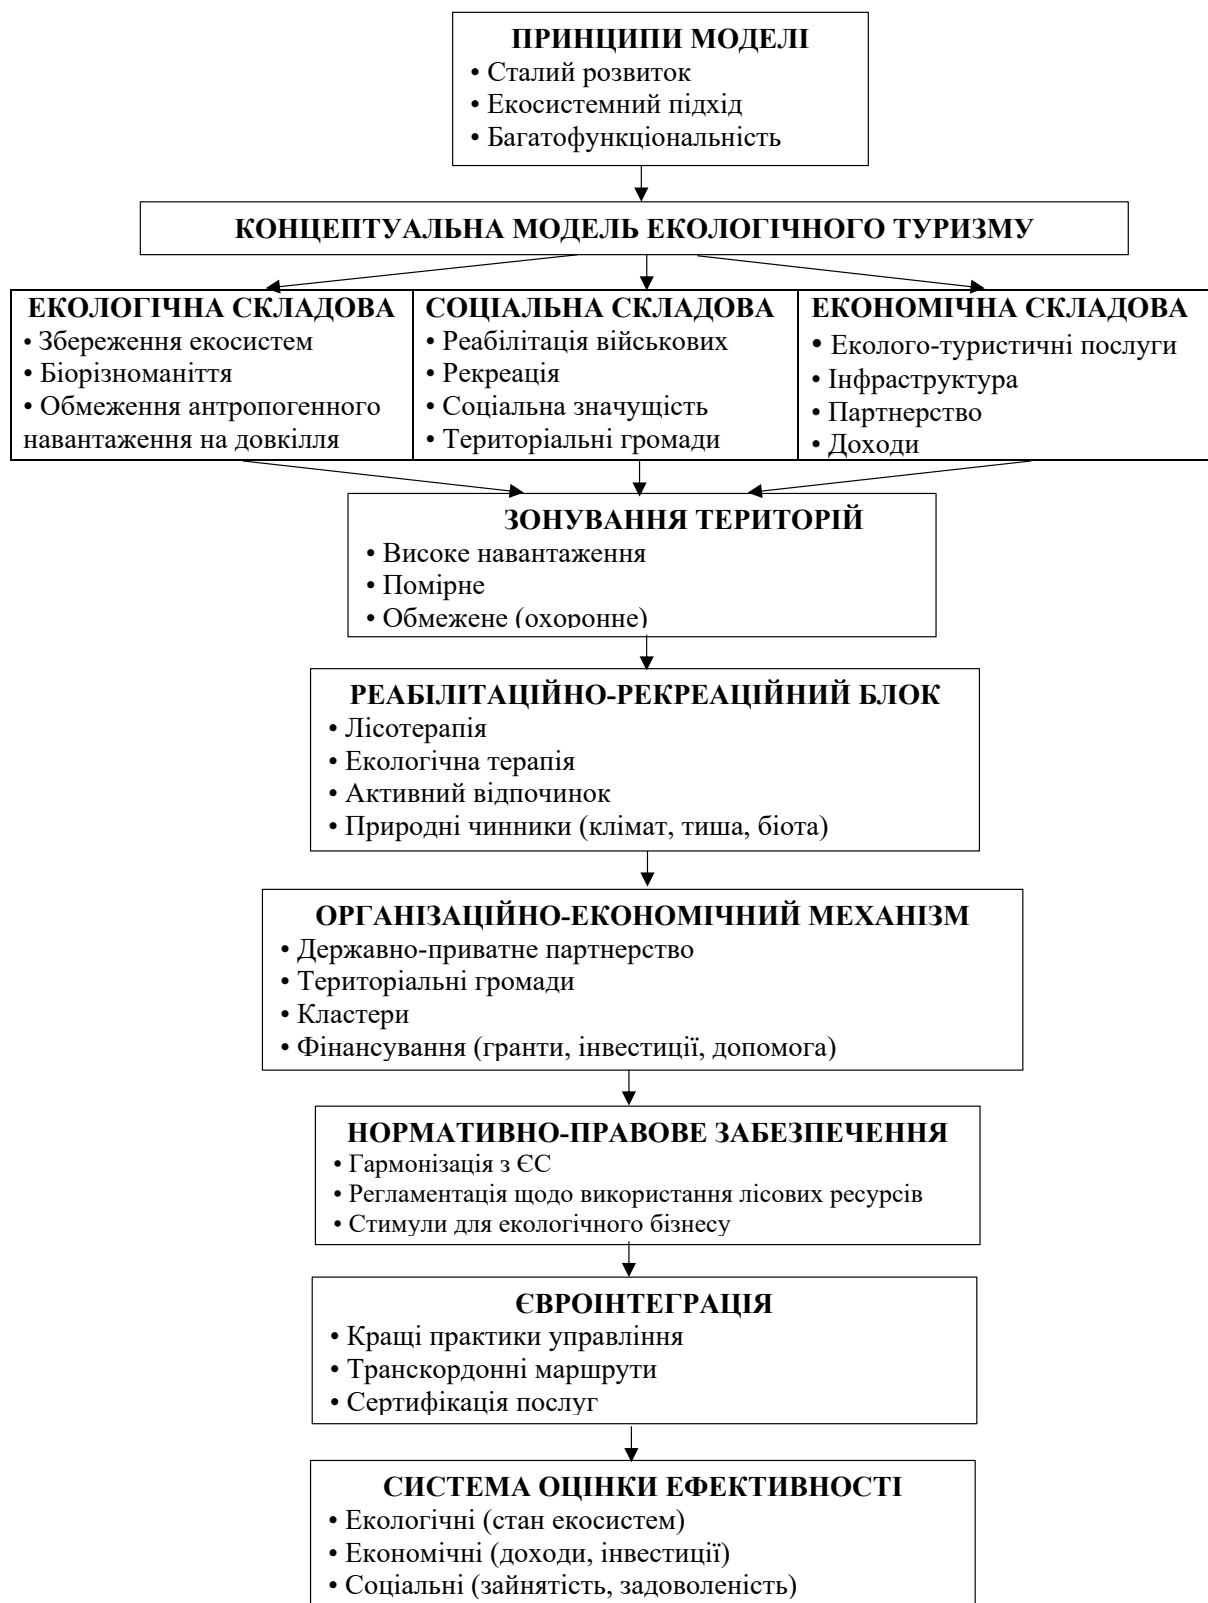 ПРИНЦИПИ МОДЕЛІ
• Сталий розвиток
• Екосистемний підхід
• Багатофункціональність
КОНЦЕПТУАЛЬНА МОДЕЛЬ ЕКОЛОГІЧНОГО ТУРИЗМУ
ЕКОЛОГІЧНА СКЛАДОВА
• Збереження екосистем
• Біорізноманіття
• Обмеження антропогенного
навантаження на довкілля
СОЦІАЛЬНА СКЛАДОВА
• Реабілітація військових
• Рекреація
• Соціальна значущість
• Територіальні громади
ЕКОНОМІЧНА СКЛАДОВА
• Еколого-туристичні послуги
• Інфраструктура
• Партнерство
• Доходи
ЗОНУВАННЯ ТЕРИТОРІЙ
• Високе навантаження
• Помірне
• Обмежене (охоронне)
РЕАБІЛІТАЦІЙНО-РЕКРЕАЦІЙНИЙ БЛОК
• Лісотерапія
• Екологічна терапія
• Активний відпочинок
• Природні чинники (клімат, тиша, біота)
ОРГАНІЗАЦІЙНО-ЕКОНОМІЧНИЙ МЕХАНІЗМ
• Державно-приватне партнерство
• Територіальні громади
• Кластери
• Фінансування (гранти, інвестиції, допомога)
НОРМАТИВНО-ПРАВОВЕ ЗАБЕЗПЕЧЕННЯ
• Гармонізація з ЄС
• Регламентація щодо використання лісових ресурсів
• Стимули для екологічного бізнесу
ЄВРОІНТЕГРАЦІЯ
• Кращі практики управління
• Транскордонні маршрути
• Сертифікація послуг
СИСТЕМА ОЦІНКИ ЕФЕКТИВНОСТІ
• Екологічні (стан екосистем)
• Економічні (доходи, інвестиції)
• Соціальні (зайнятість, задоволеність)